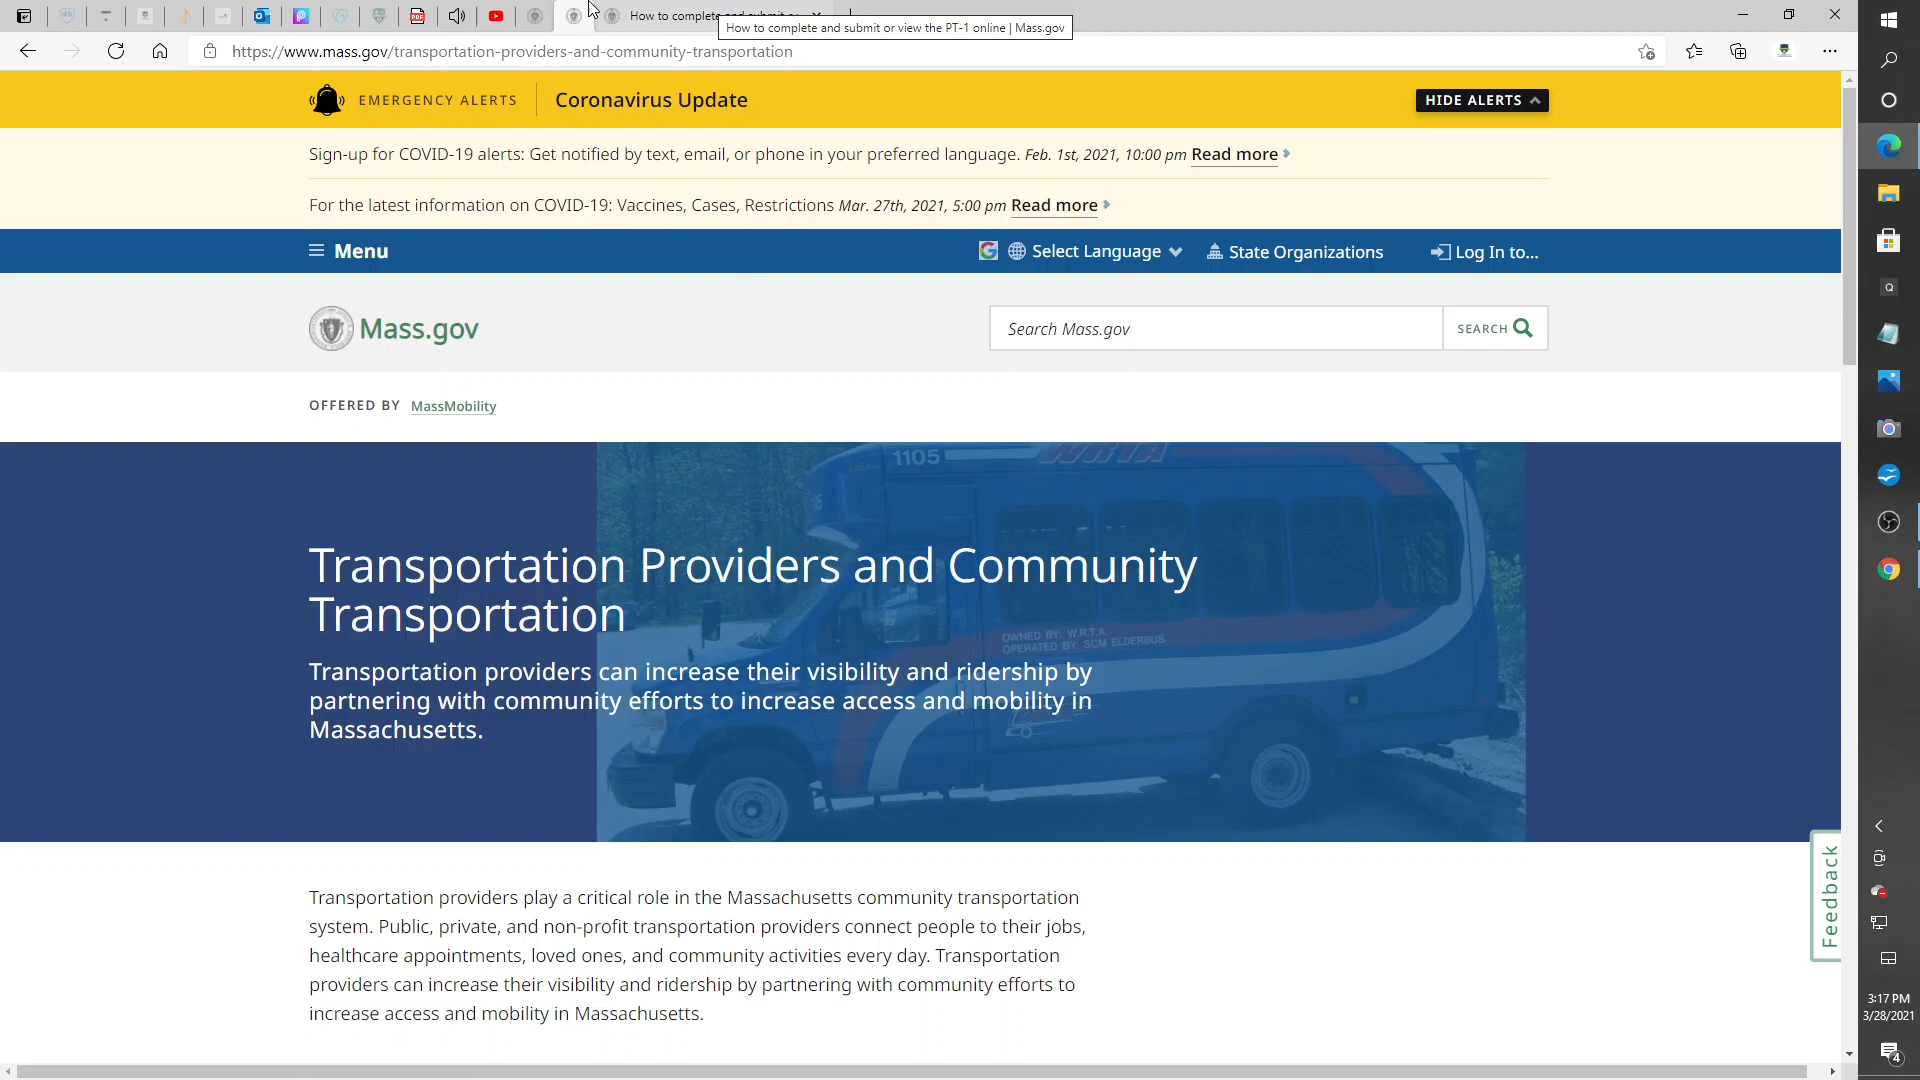 How to complete
How to complete and submit or view the PT-1 online | Mass.gov
https://www.mass.gov/transportation-providers-and-community-transportation
EMERGENCY ALERTS
Coronavirus Update
HIDE ALERTS
Sign-up for COVID-19 alerts: Get notified by text, email, or phone in your preferred language. Feb. 1st, 2021, 10:00 pm Read more
For the latest information on COVID-19: Vaccines, Cases, Restrictions Mar. 27th, 2021, 5:00 pm Read more
Menu
Select Language
State Organizations
Log In to...
Mass.gov
Search Mass.gov
SEARCH
OFFERED BY MassMobility
1105
WRTA
OWNED BY: W.R.T.A.
OPERATED BY: SCM ELDERBUS
Transportation Providers and Community
Transportation
Transportation providers can increase their visibility and ridership by
partnering with community efforts to increase access and mobility in
Massachusetts.
Transportation providers play a critical role in the Massachusetts community transportation
system. Public, private, and non-profit transportation providers connect people to their jobs,
healthcare appointments, loved ones, and community activities every day. Transportation
providers can increase their visibility and ridership by partnering with community efforts to
increase access and mobility in Massachusetts.
Feedback
3:17 PM
3/28/2021
4